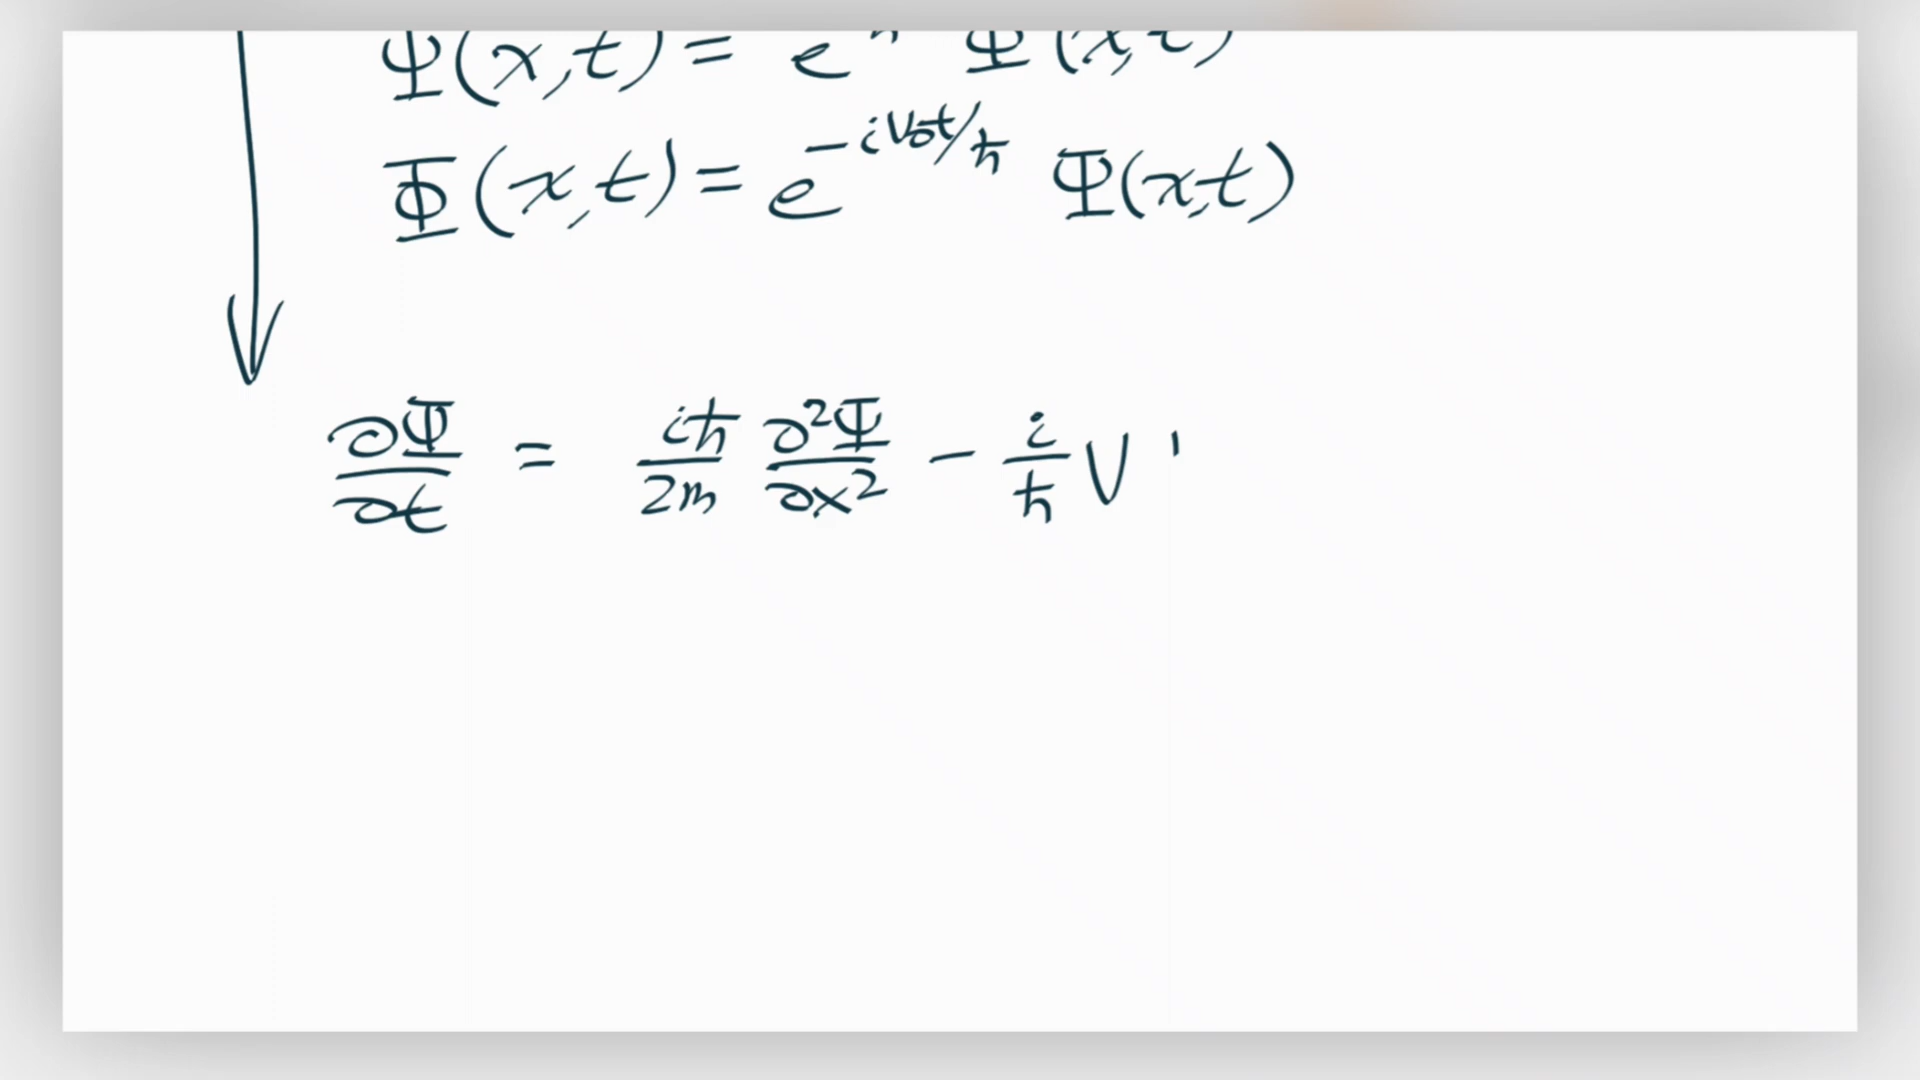 Ψ(x,t) = e Φ(x,t)
Φ(x,t) = e^{-iV₀t/ħ} Ψ(x,t)
∂Ψ/∂t = iħ/2m ∂²Ψ/∂x² - i/ħ V